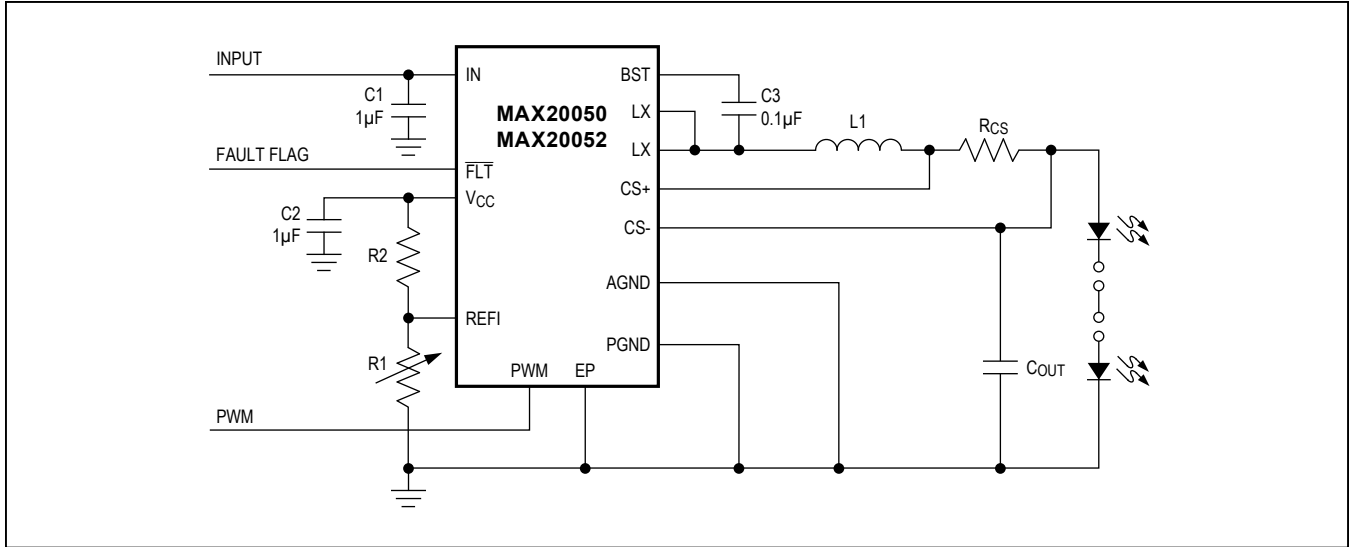 INPUT
IN
C1
1µF
FAULT FLAG
FLT
VCC
C2
1µF
R2
REFI
R1
PWM
PWM
EP
MAX20050
MAX20052
BST
LX
LX
CS+
CS-
AGND
PGND
C3
0.1µF
L1
RCS
COUT